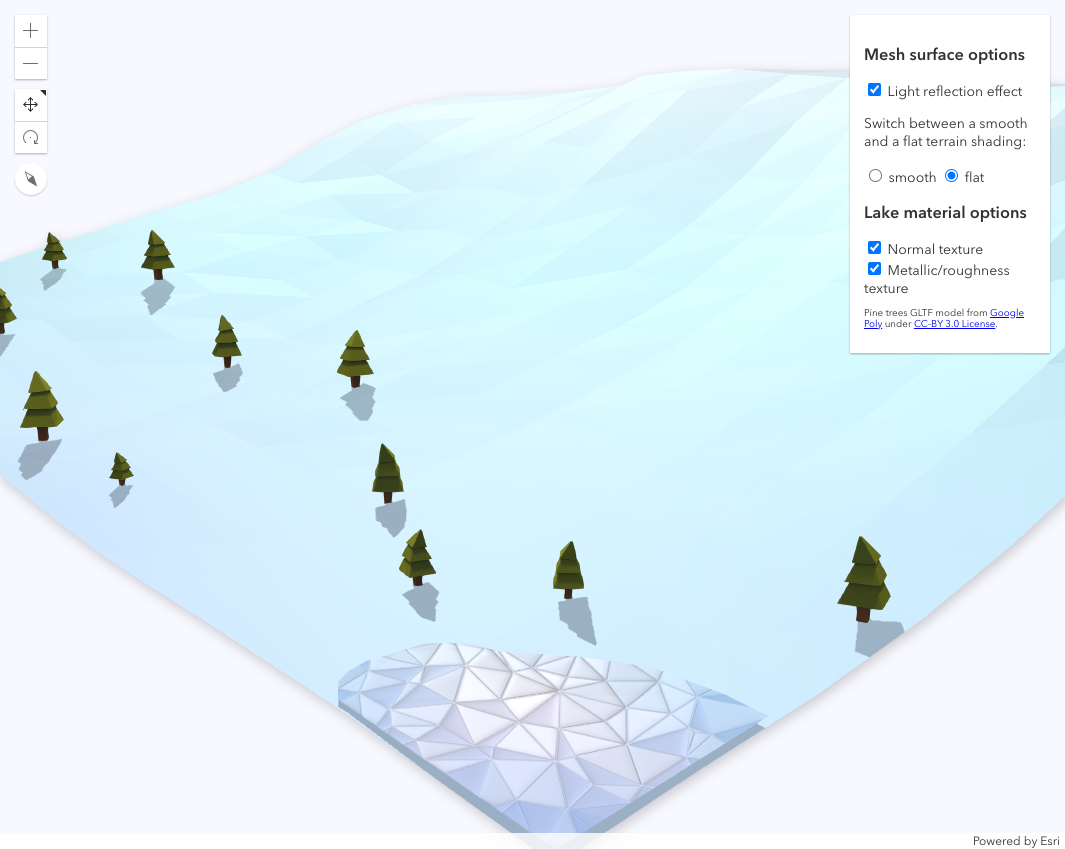 Mesh surface options
Light reflection effect
Switch between a smooth
and a flat terrain shading:
smooth flat
Lake material options
Normal texture
Metallic/roughness
texture
Pine trees GLTF model from Google
Poly under CC-BY 3.0 License.
Powered by Esri